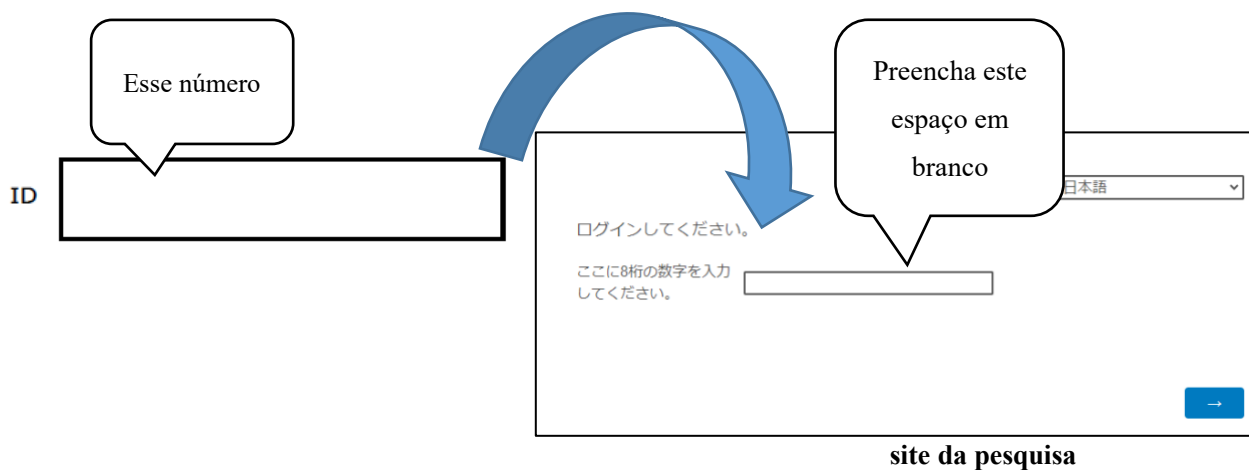 Esse número
ID
Preencha este
espaço em
branco
日本語
ログインしてください。
ここに8桁の数字を入力
してください。
→
site da pesquisa